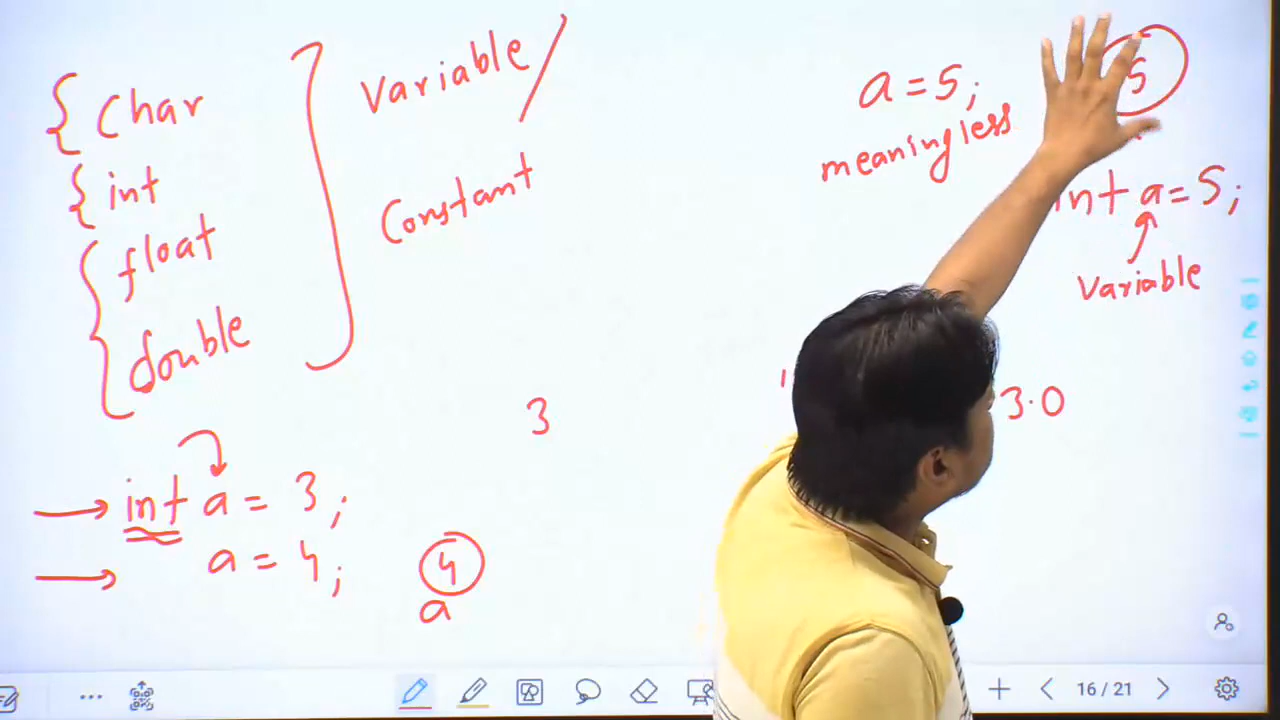 { Char
{ int
{ float
double
Variable /
Constant
a = 5;
meaningless
5
int a = 5;
Variable
3
3.0
int a = 3;
a = 4;
4
a
16 / 21